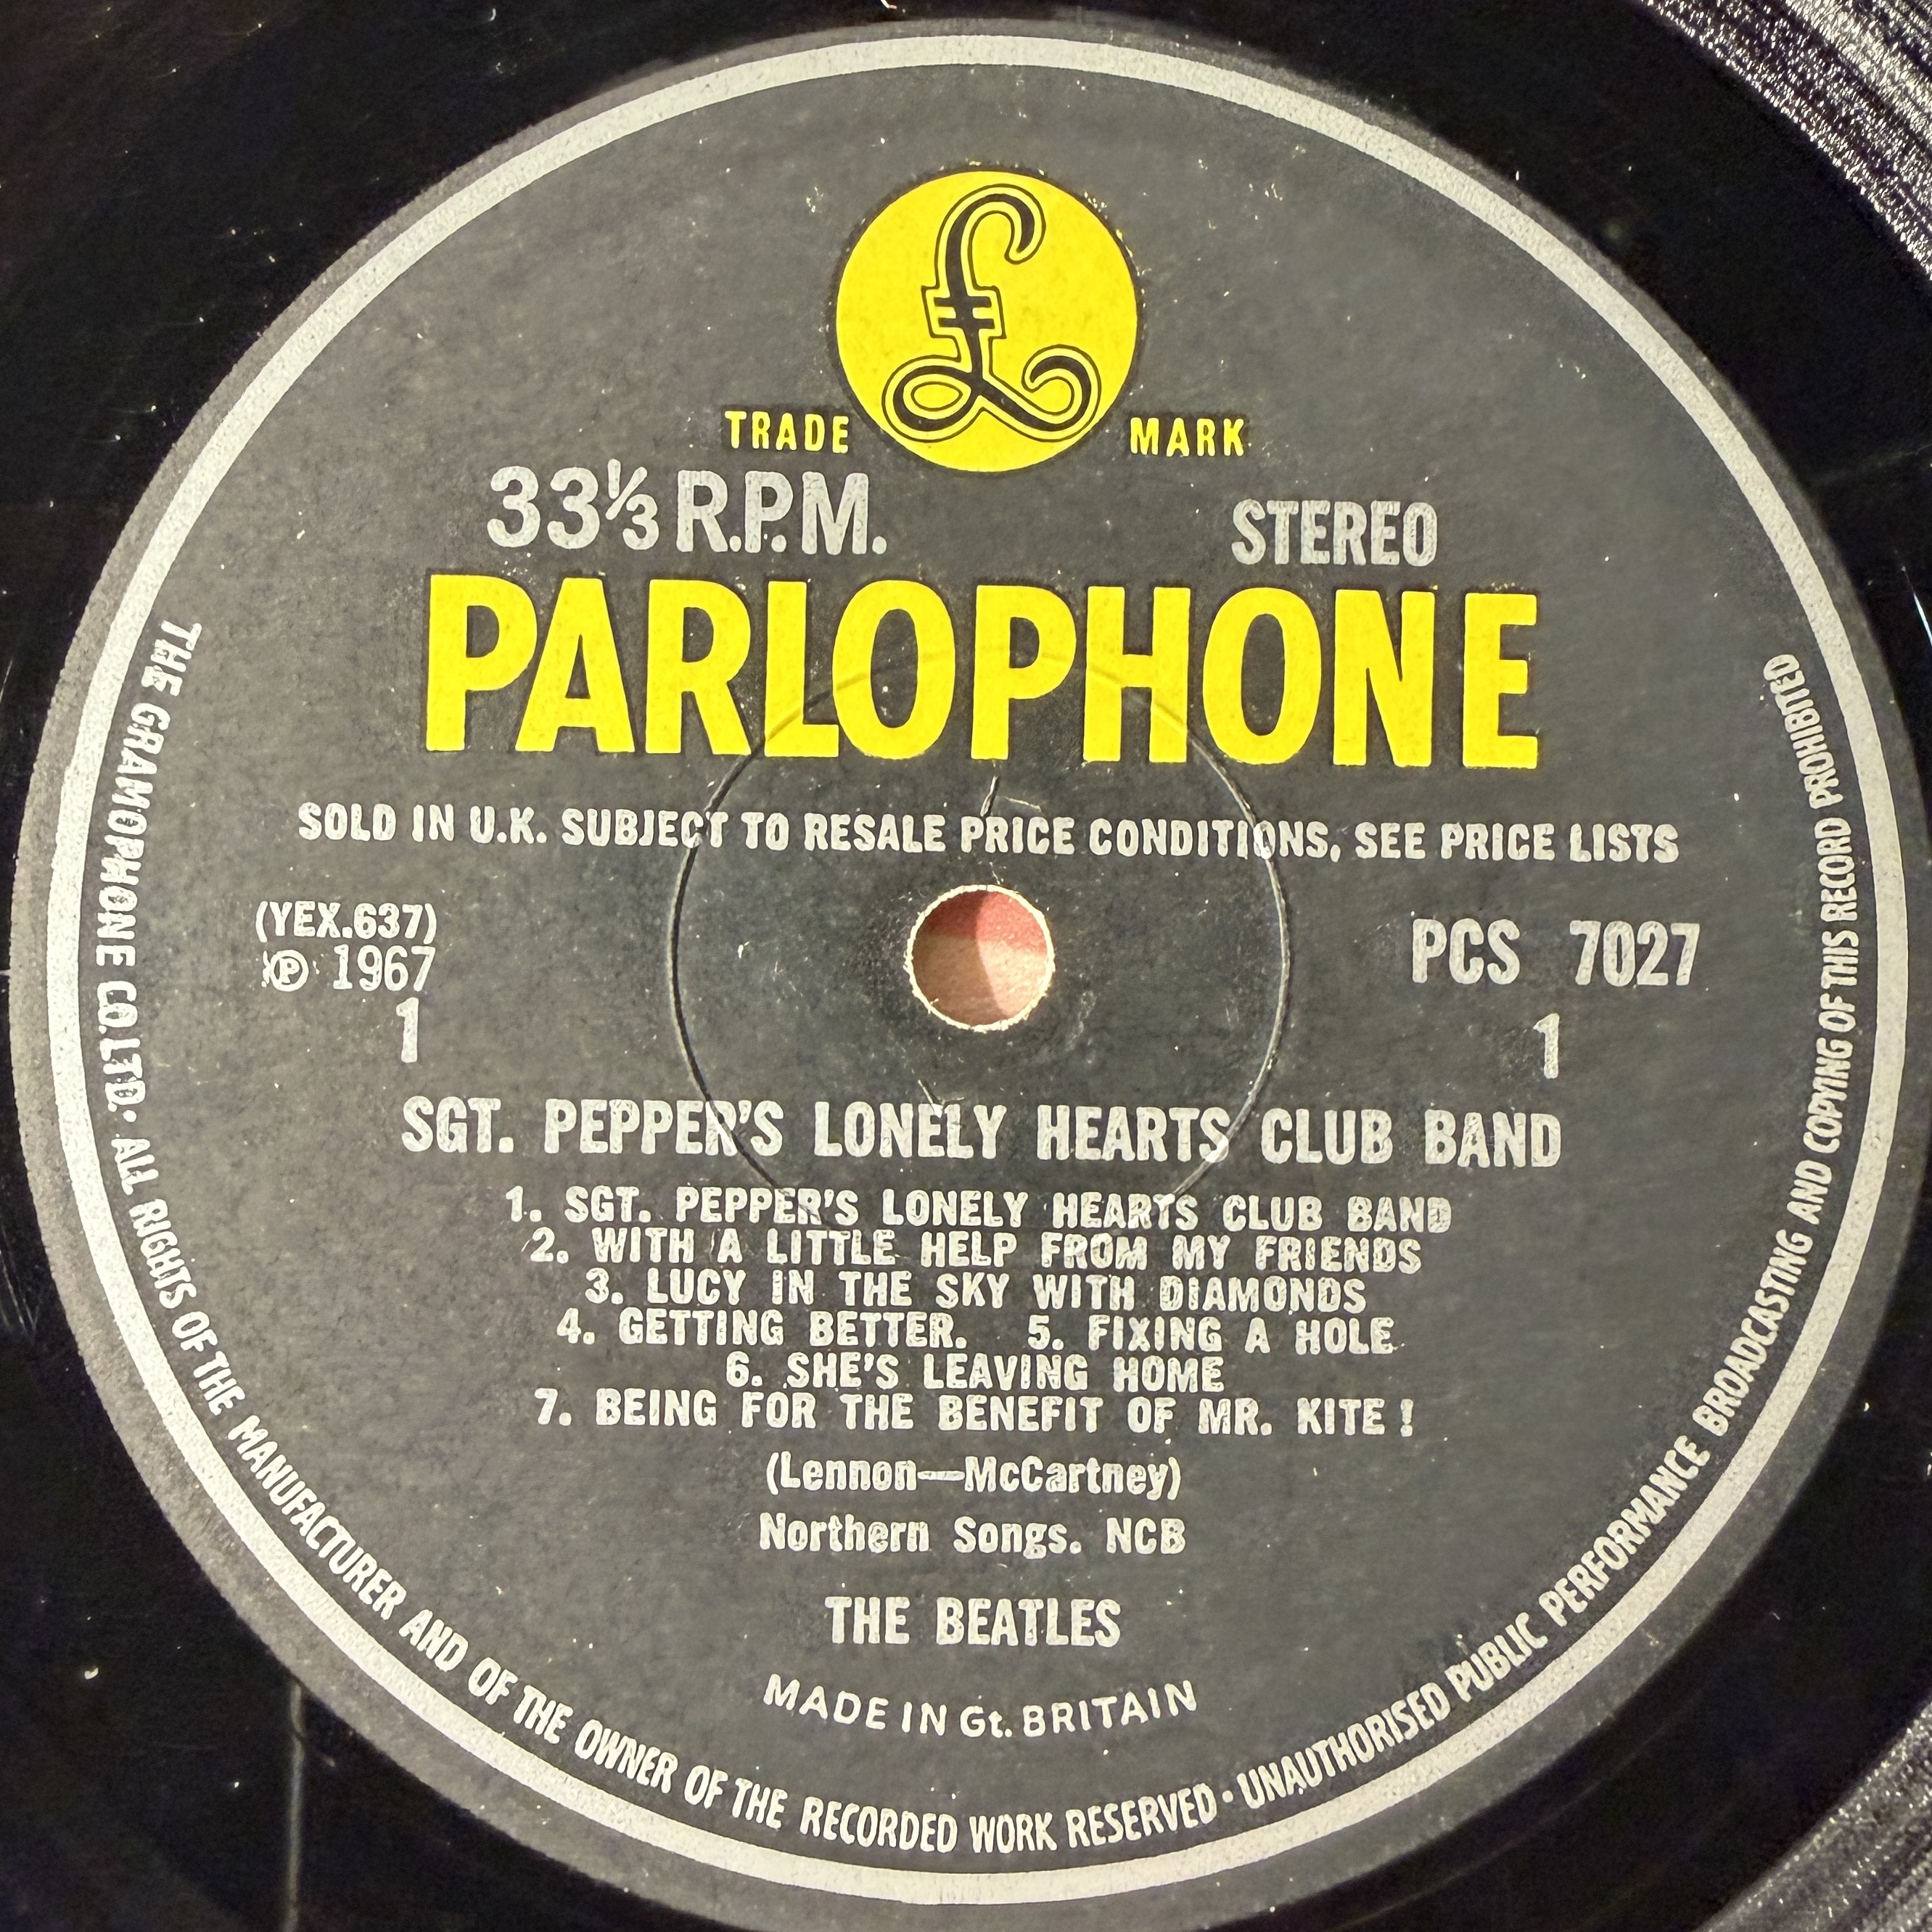 £
TRADE MARK
33⅓ R.P.M. STEREO
PARLOPHONE
SOLD IN U.K. SUBJECT TO RESALE PRICE CONDITIONS, SEE PRICE LISTS
(YEX.637)
℗ 1967
1
PCS 7027
1
SGT. PEPPER'S LONELY HEARTS CLUB BAND
1. SGT. PEPPER'S LONELY HEARTS CLUB BAND
2. WITH A LITTLE HELP FROM MY FRIENDS
3. LUCY IN THE SKY WITH DIAMONDS
4. GETTING BETTER. 5. FIXING A HOLE
6. SHE'S LEAVING HOME
7. BEING FOR THE BENEFIT OF MR. KITE !
(Lennon—McCartney)
Northern Songs. NCB
THE BEATLES
MADE IN Gt. BRITAIN
THE GRAMOPHONE CO. LTD. · ALL RIGHTS OF THE MANUFACTURER AND OF THE OWNER OF THE RECORDED WORK RESERVED · UNAUTHORISED PUBLIC PERFORMANCE BROADCASTING AND COPYING OF THIS RECORD PROHIBITED